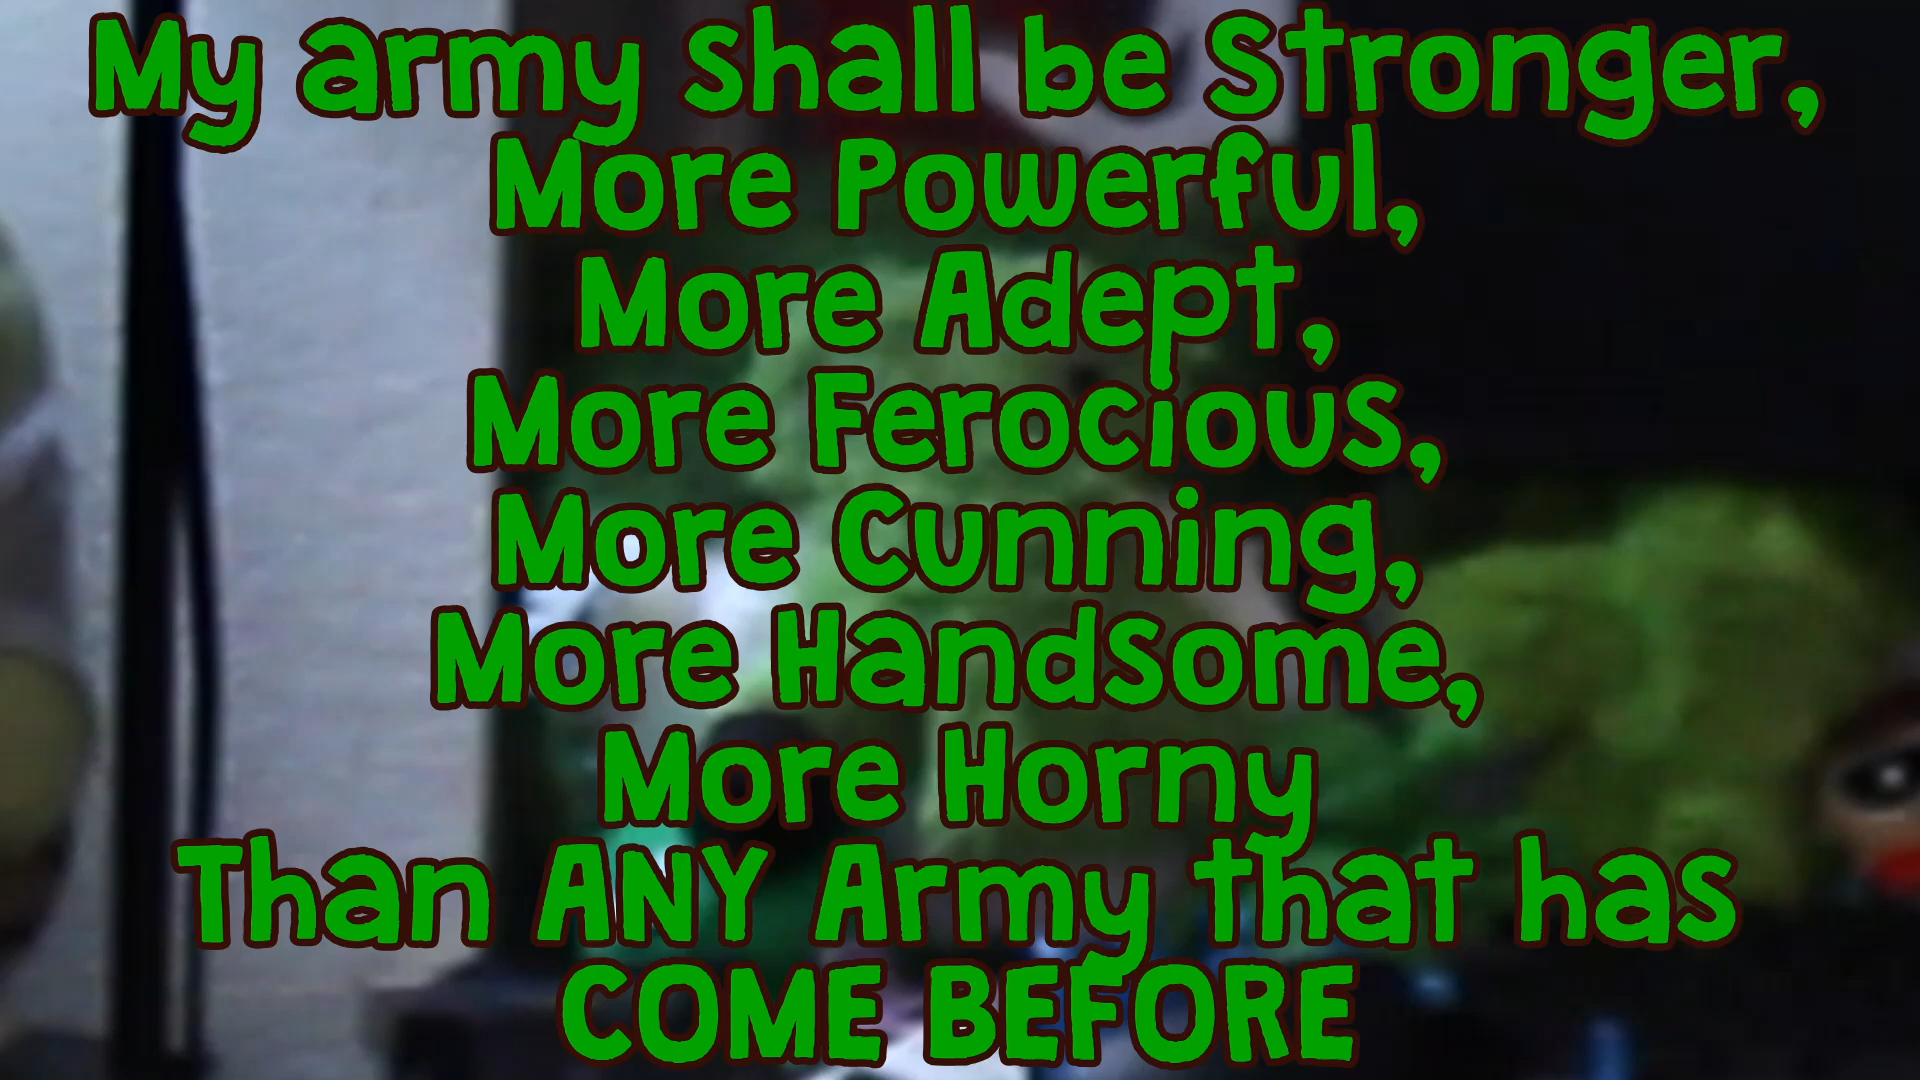 My army shall be Stronger,
More Powerful,
More Adept,
More Ferocious,
More Cunning,
More Handsome,
More Horny
Than ANY Army that has
COME BEFORE